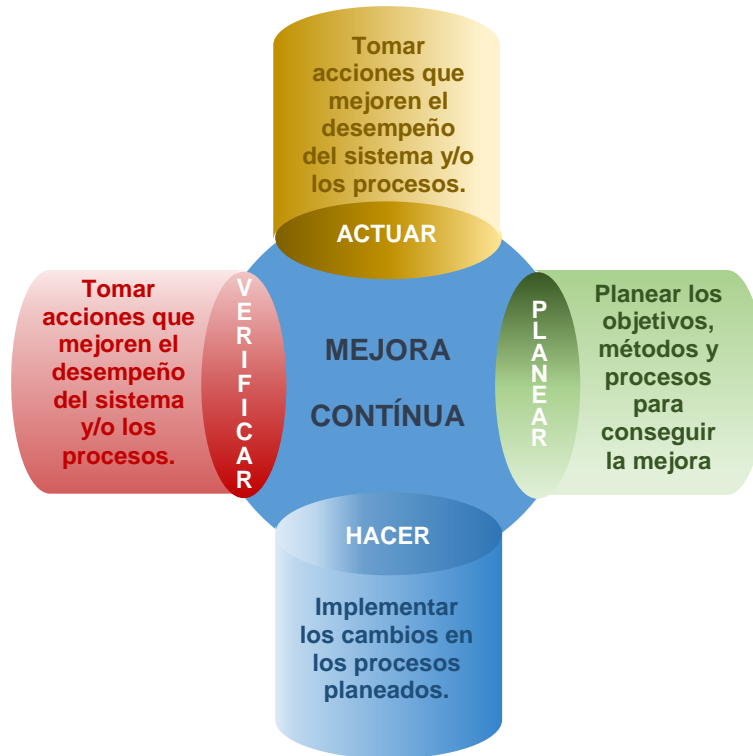 Tomar
acciones que
mejoren el
desempeño
del sistema y/o
los procesos.
ACTUAR
Tomar
acciones que
mejoren el
desempeño
del sistema
y/o los
procesos.
VERIFICAR
MEJORA
CONTÍNUA
PLANEAR
Planear los
objetivos,
métodos y
procesos
para
conseguir
la mejora
HACER
Implementar
los cambios en
los procesos
planeados.